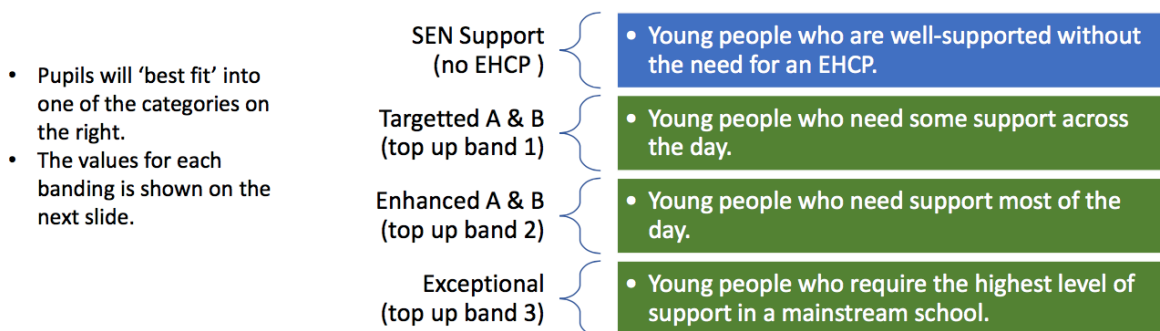 • Pupils will ‘best fit’ into
one of the categories on
the right.
• The values for each
banding is shown on the
next slide.
SEN Support
(no EHCP )
• Young people who are well-supported without
the need for an EHCP.
Targetted A & B
(top up band 1)
• Young people who need some support across
the day.
Enhanced A & B
(top up band 2)
• Young people who need support most of the
day.
Exceptional
(top up band 3)
• Young people who require the highest level of
support in a mainstream school.